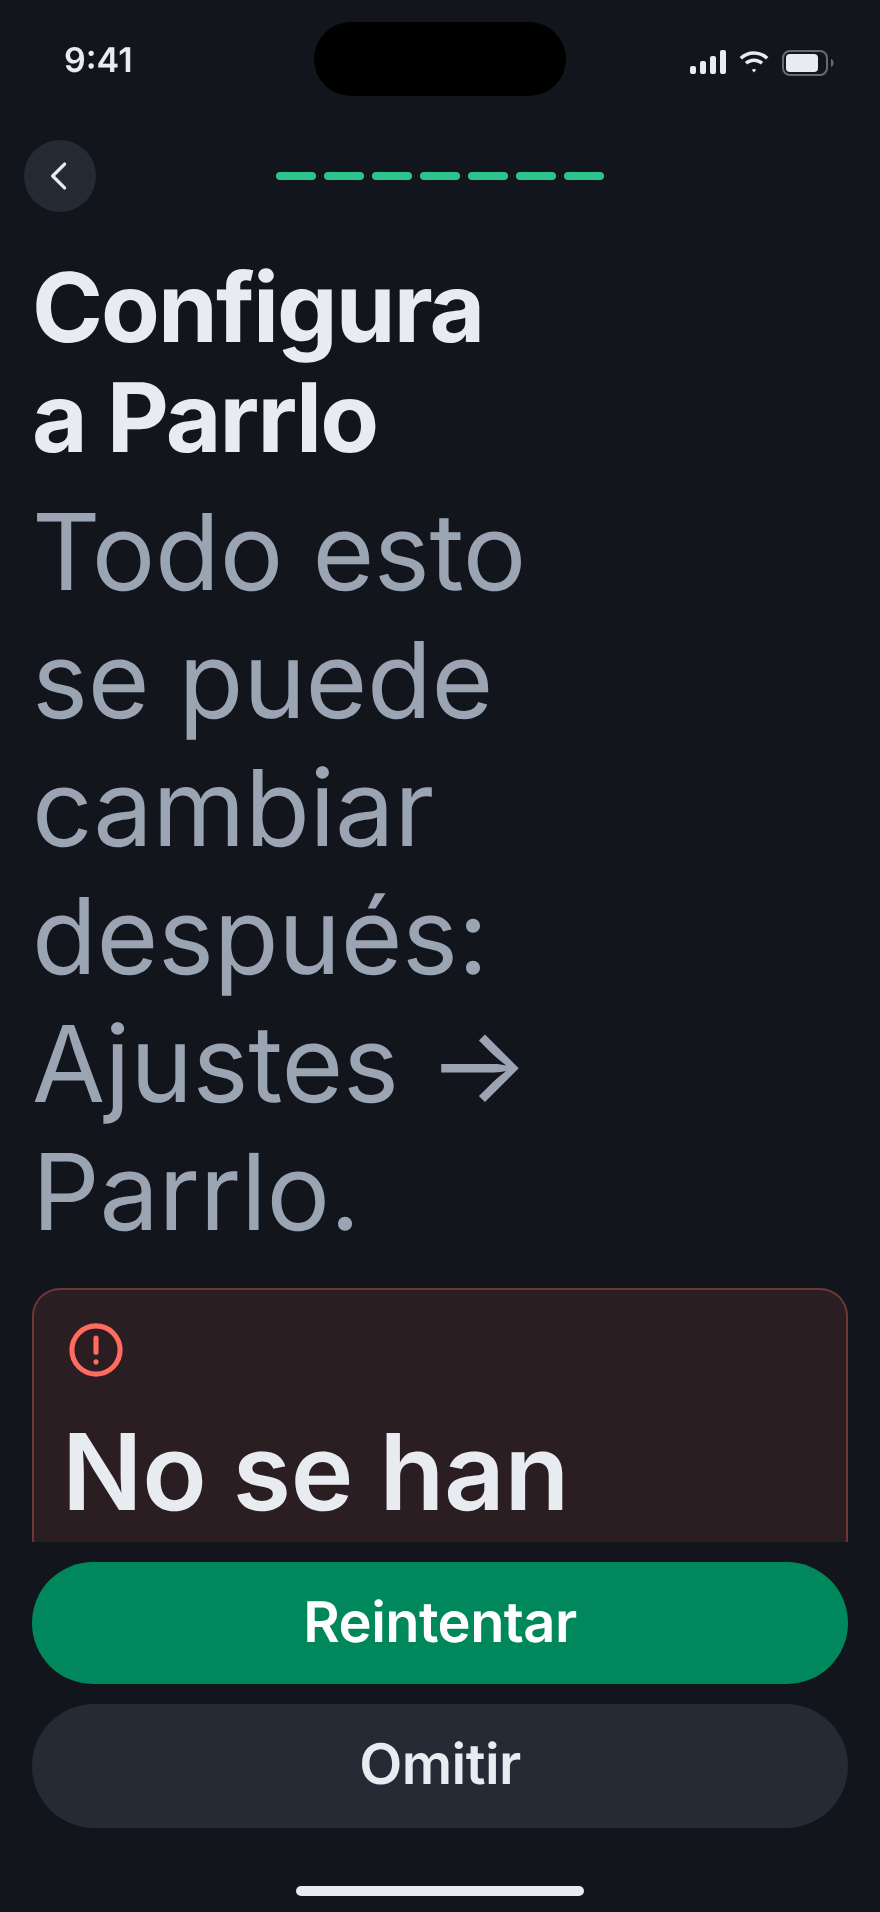 9:41
Configura
a Parrlo
Todo esto
se puede
cambiar
después:
Ajustes →
Parrlo.
No se han
Reintentar
Omitir